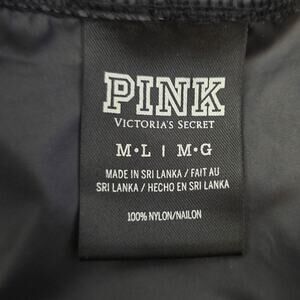 PINK
VICTORIA'S SECRET
M•L | M•G
MADE IN SRI LANKA / FAIT AU
SRI LANKA / HECHO EN SRI LANKA
100% NYLON/NAILON